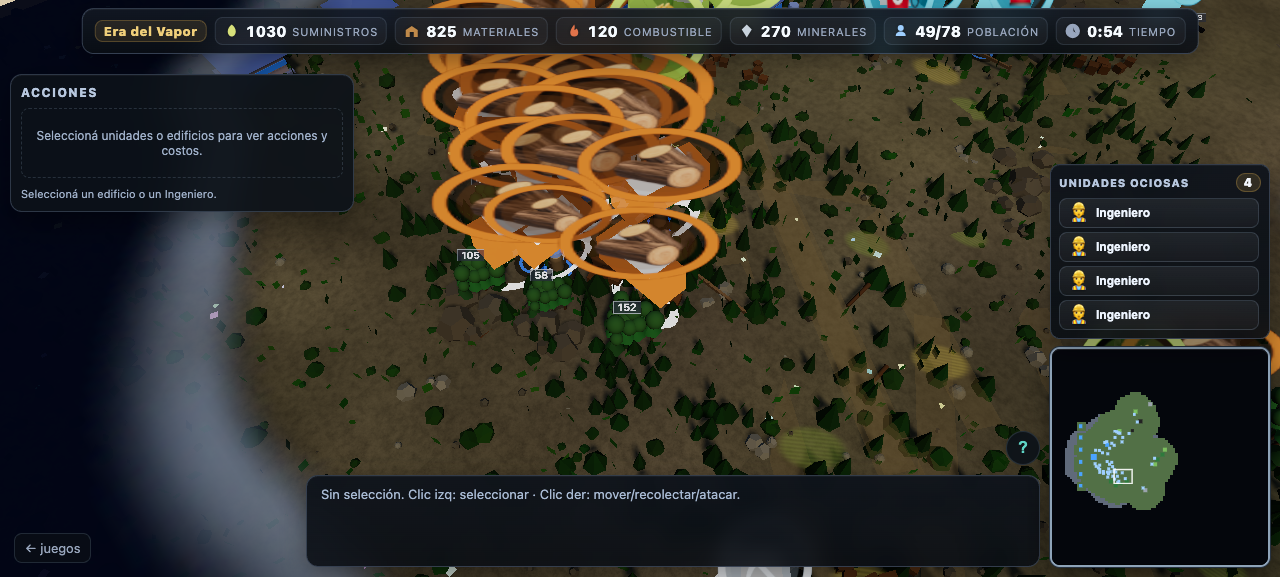 Era del Vapor
1030 SUMINISTROS
825 MATERIALES
120 COMBUSTIBLE
270 MINERALES
49/78 POBLACIÓN
0:54 TIEMPO
ACCIONES
Seleccioná unidades o edificios para ver acciones y
costos.
Seleccioná un edificio o un Ingeniero.
105
58
152
UNIDADES OCIOSAS 4
Ingeniero
Ingeniero
Ingeniero
Ingeniero
?
Sin selección. Clic izq: seleccionar · Clic der: mover/recolectar/atacar.
← juegos